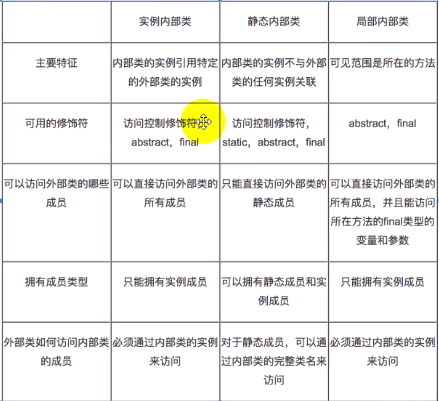 实例内部类 静态内部类 局部内部类
主要特征 内部类的实例引用特定 内部类的实例不与外部 可见范围是所在的方法
的外部类的实例 类的任何实例关联
可用的修饰符 访问控制修饰符, 访问控制修饰符, abstract, final
abstract, final static, abstract, final
可以访问外部类的哪些 可以直接访问外部类的 只能直接访问外部类的 可以直接访问外部类的
成员 所有成员 静态成员 所有成员,并且能访问
所在方法的final类型的
变量和参数
拥有成员类型 只能拥有实例成员 可以拥有静态成员和实 只能拥有实例成员
例成员
外部类如何访问内部类 必须通过内部类的实例 对于静态成员,可以通 必须通过内部类的实例
的成员 来访问 过内部类的完整类名来 来访问
访问